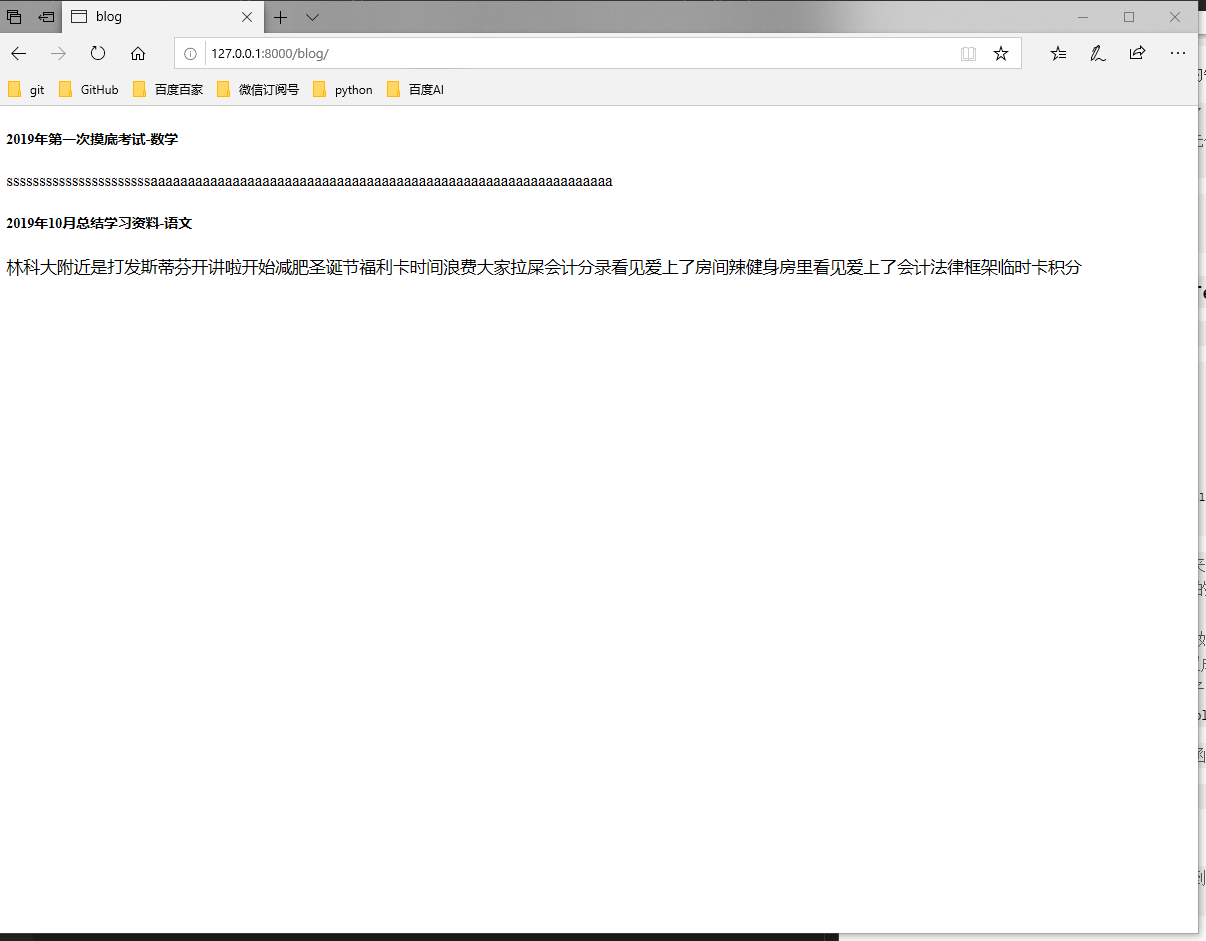 blog
127.0.0.1:8000/blog/
git GitHub 百度百家 微信订阅号 python 百度AI
2019年第一次摸底考试-数学
ssssssssssssssssssssssaaaaaaaaaaaaaaaaaaaaaaaaaaaaaaaaaaaaaaaaaaaaaaaaaaaaaaaaaaaaaa
2019年10月总结学习资料-语文
林科大附近是打发斯蒂芬开讲啦开始减肥圣诞节福利卡时间浪费大家拉屎会计分录看见爱上了房间辣健身房里看见爱上了会计法律框架临时卡积分